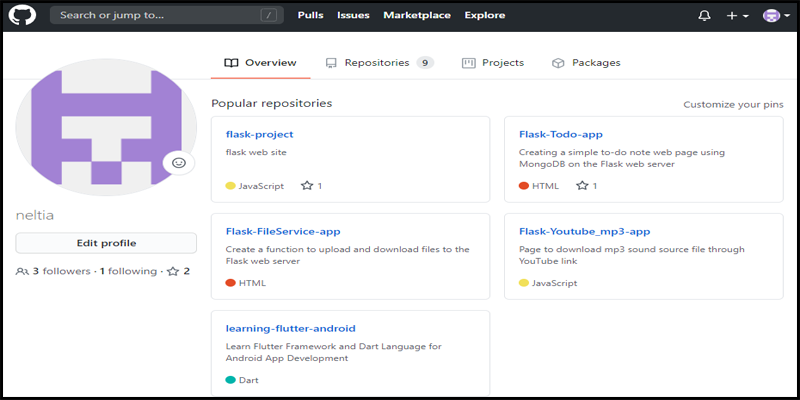 Search or jump to... /
Pulls Issues Marketplace Explore
Overview Repositories 9 Projects Packages
Popular repositories
Customize your pins
flask-project
flask web site
JavaScript 1
Flask-Todo-app
Creating a simple to-do note web page using
MongoDB on the Flask web server
HTML 1
Flask-FileService-app
Create a function to upload and download files to the
Flask web server
HTML
Flask-Youtube_mp3-app
Page to download mp3 sound source file through
YouTube link
JavaScript
learning-flutter-android
Learn Flutter Framework and Dart Language for
Android App Development
Dart
neltia
Edit profile
3 followers · 1 following · 2